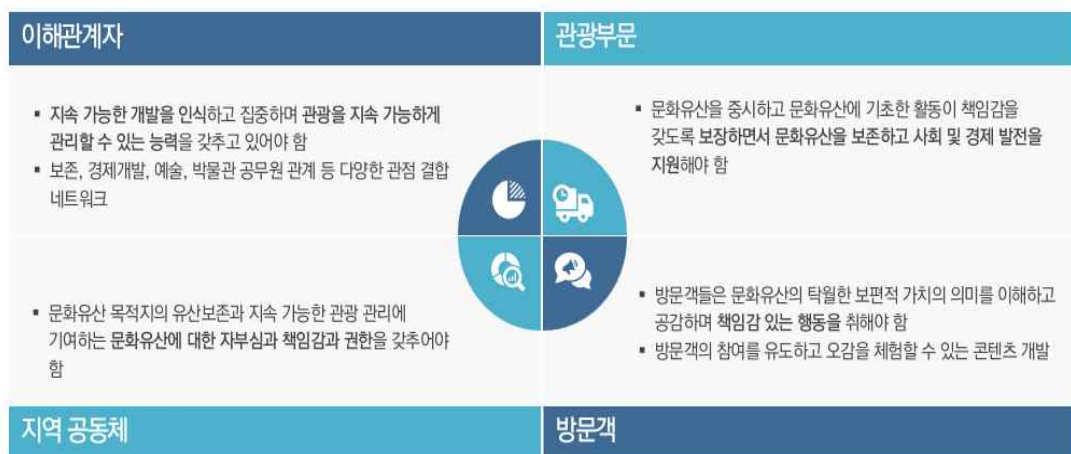 이해관계자
관광부문
▪ 지속 가능한 개발을 인식하고 집중하며 관광을 지속 가능하게
관리할 수 있는 능력을 갖추고 있어야 함
▪ 보존, 경제개발, 예술, 박물관 공무원 관계 등 다양한 관점 결합
네트워크
▪ 문화유산을 중시하고 문화유산에 기초한 활동이 책임감을
갖도록 보장하면서 문화유산을 보존하고 사회 및 경제 발전을
지원해야 함
▪ 문화유산 목적지의 유산보존과 지속 가능한 관광 관리에
기여하는 문화유산에 대한 자부심과 책임감과 권한을 갖추어야
함
▪ 방문객들은 문화유산의 탁월한 보편적 가치의 의미를 이해하고
공감하며 책임감 있는 행동을 취해야 함
▪ 방문객의 참여를 유도하고 오감을 체험할 수 있는 콘텐츠 개발
지역 공동체
방문객